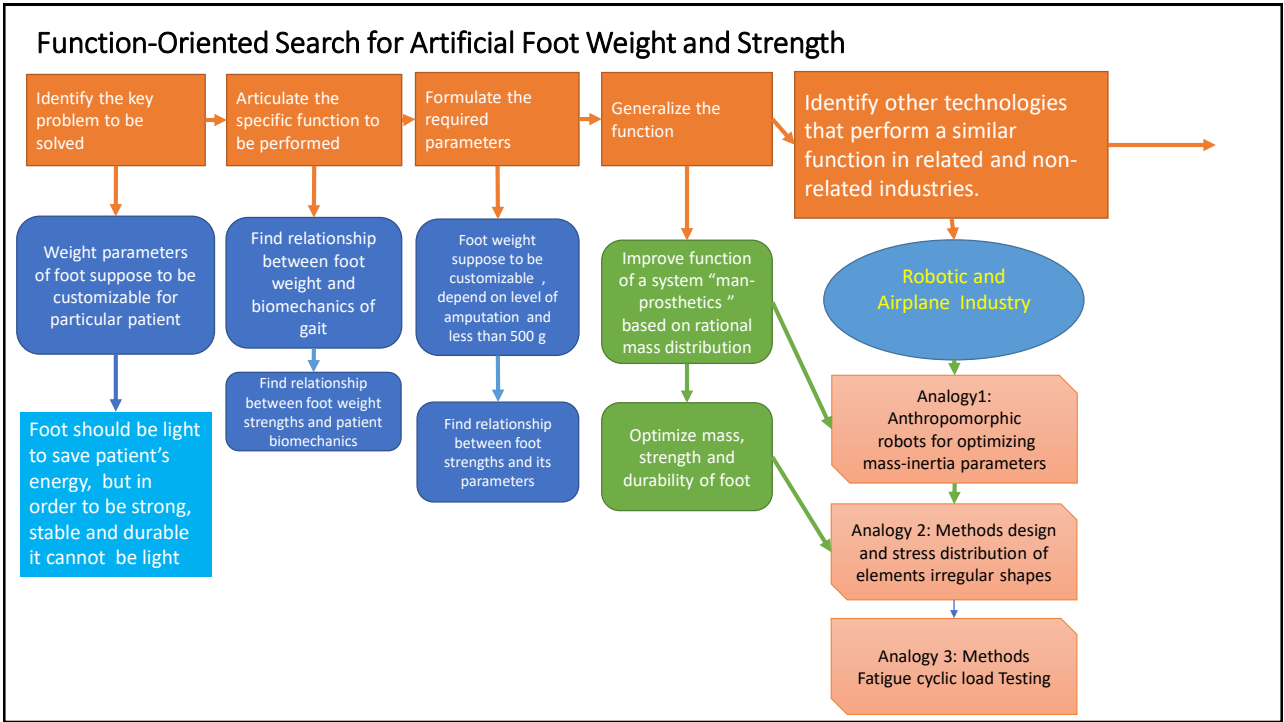 Function-Oriented Search for Artificial Foot Weight and Strength
Identify the key
problem to be
solved
Articulate the
specific function to
be performed
Formulate the
required
parameters
Generalize the
function
Identify other technologies
that perform a similar
function in related and non-
related industries.
Weight parameters
of foot suppose to be
customizable for
particular patient
Find relationship
between foot
weight and
biomechanics of
gait
Foot weight
suppose to be
customizable ,
depend on level of
amputation and
less than 500 g
Improve function
of a system “man-
prosthetics ”
based on rational
mass distribution
Robotic and
Airplane Industry
Foot should be light
to save patient’s
energy, but in
order to be strong,
stable and durable
it cannot be light
Find relationship
between foot weight
strengths and patient
biomechanics
Find relationship
between foot
strengths and its
parameters
Optimize mass,
strength and
durability of foot
Analogy1:
Anthropomorphic
robots for optimizing
mass-inertia parameters
Analogy 2: Methods design
and stress distribution of
elements irregular shapes
Analogy 3: Methods
Fatigue cyclic load Testing